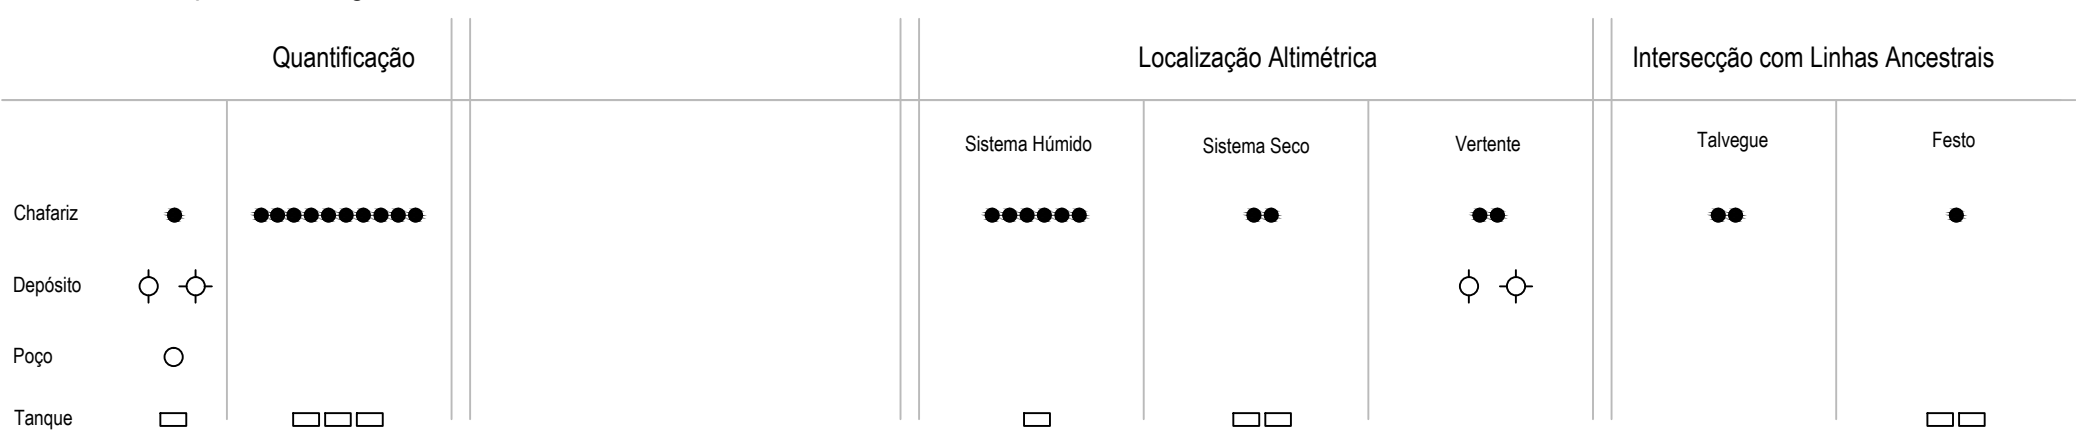 Quantificação
Localização Altimétrica
Intersecção com Linhas Ancestrais
Sistema Húmido
Sistema Seco
Vertente
Talvegue
Festo
Chafariz
Depósito
Poço
Tanque